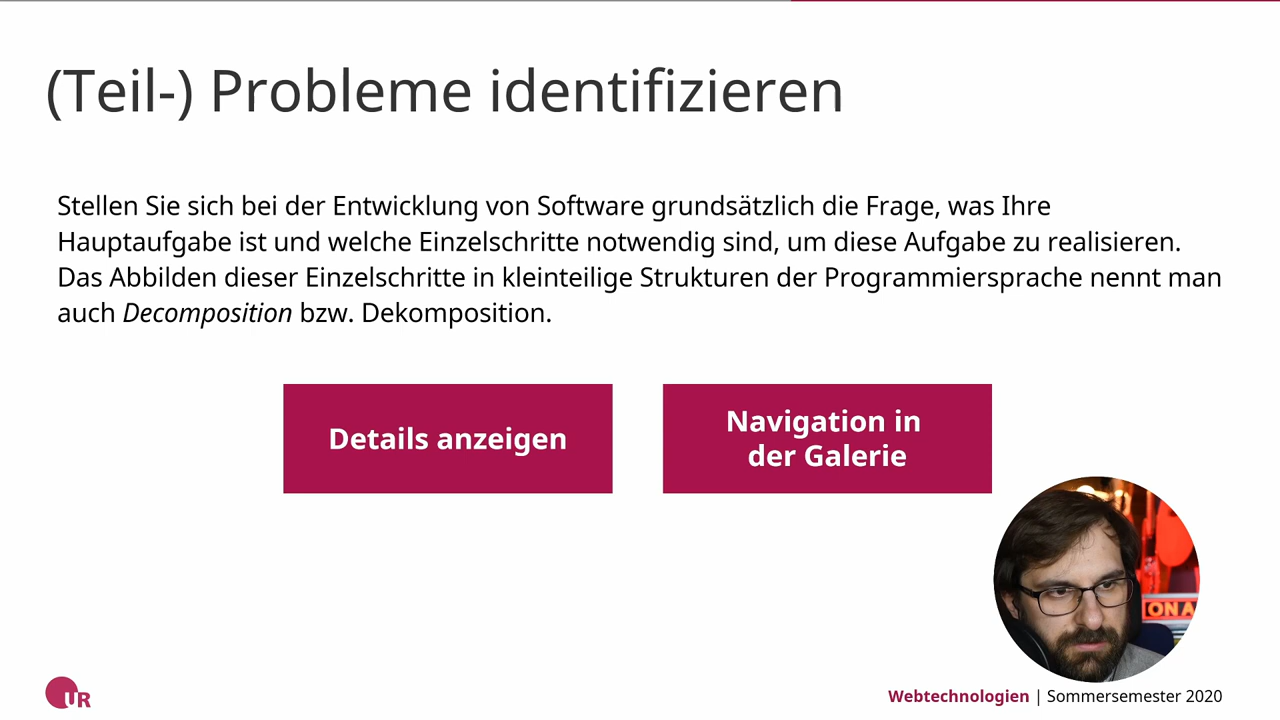 (Teil-) Probleme identifizieren
Stellen Sie sich bei der Entwicklung von Software grundsätzlich die Frage, was Ihre
Hauptaufgabe ist und welche Einzelschritte notwendig sind, um diese Aufgabe zu realisieren.
Das Abbilden dieser Einzelschritte in kleinteilige Strukturen der Programmiersprache nennt man
auch Decomposition bzw. Dekomposition.
Details anzeigen
Navigation in
der Galerie
ON A
UR
Webtechnologien | Sommersemester 2020